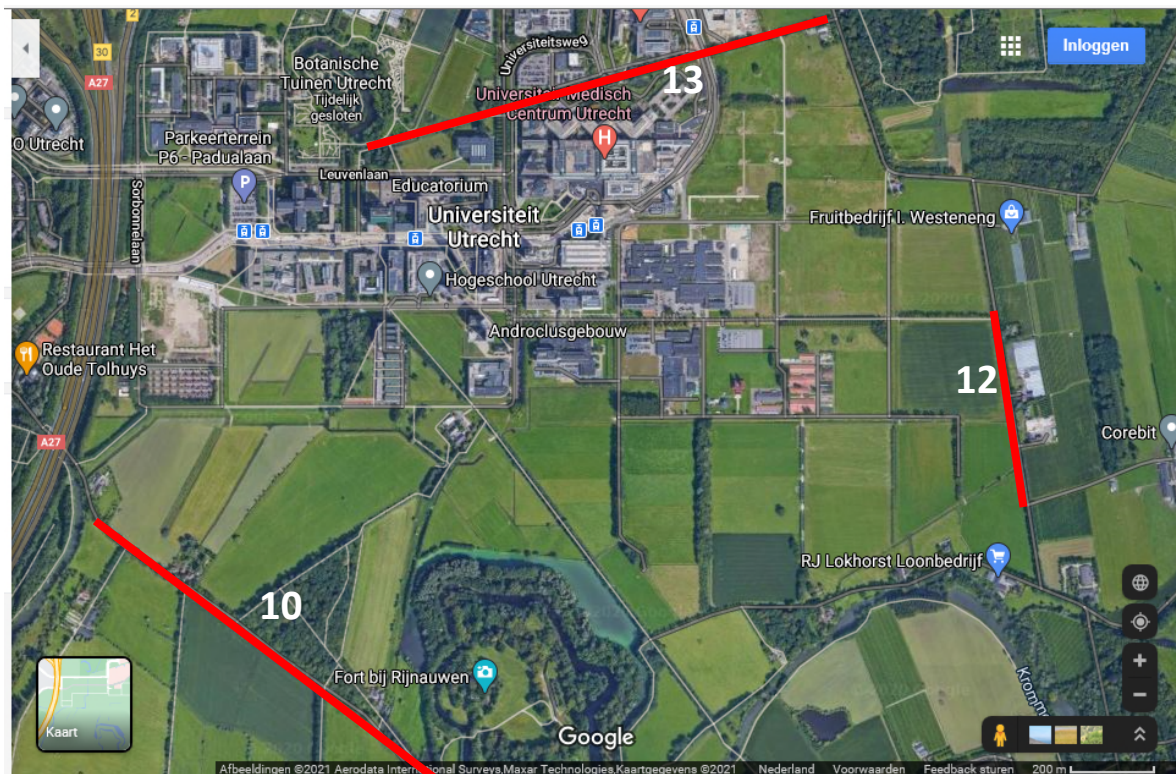 2
30
A27
Universiteitsweg
Botanische
Tuinen Utrecht
Tijdelijk
gesloten
Inloggen
13
Universitair Medisch
Centrum Utrecht
H
O Utrecht
Parkeerterrein
P6 - Padualaan
P
Leuvenlaan
Educatorium
Sorbonnelaan
Universiteit
Utrecht
Fruitbedrijf I. Westeneng
Hogeschool Utrecht
Androclusgebouw
Restaurant Het
Oude Tolhuys
12
A27
Corebit
RJ Lokhorst Loonbedrijf
10
Fort bij Rijnauwen
Kaart
Google
Kromme
Afbeeldingen ©2021 Aerodata International Surveys,Maxar Technologies,Kaartgegevens ©2021 Nederland Voorwaarden Feedback sturen 200 m